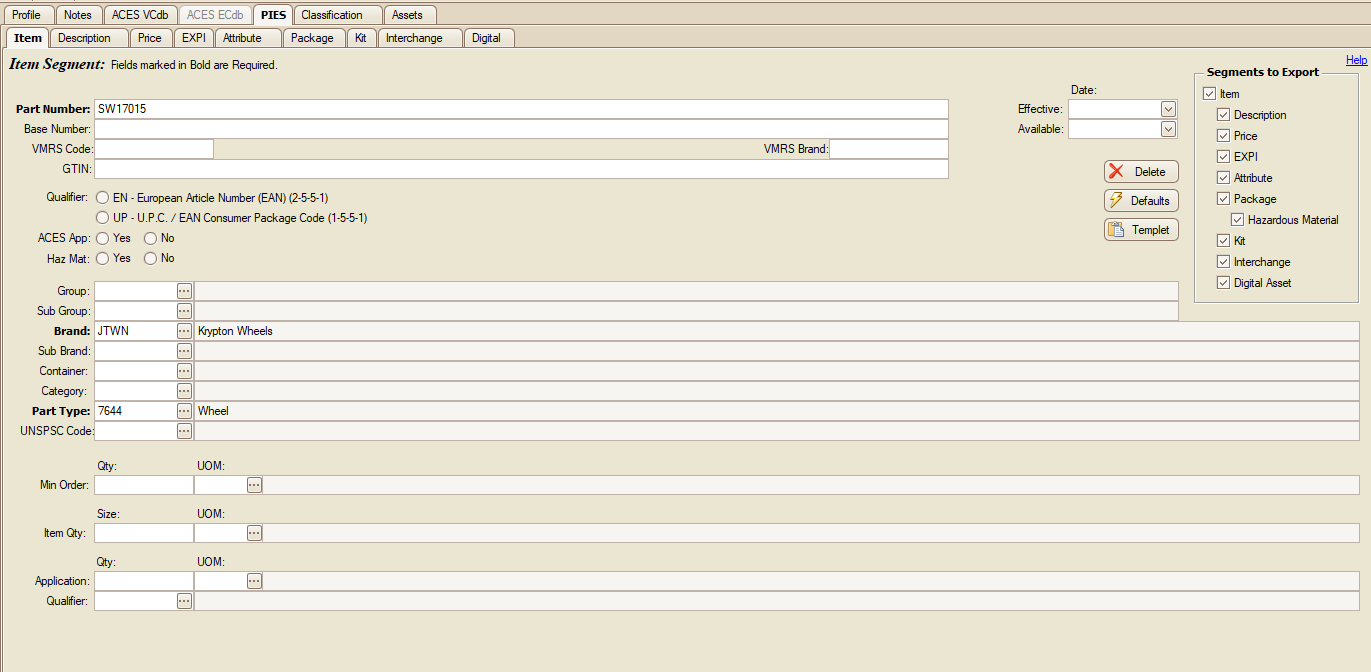 Profile Notes ACES VCdb ACES ECdb PIES Classification Assets
Item Description Price EXPI Attribute Package Kit Interchange Digital
Item Segment: Fields marked in Bold are Required.
Help
Segments to Export
Date:
Item
Part Number: SW17015
Effective:
Description
Base Number:
Available:
Price
VMRS Code: VMRS Brand:
EXPI
GTIN:
Delete
Attribute
Qualifier: EN - European Article Number (EAN) (2-5-5-1)
Defaults
Package
UP - U.P.C. / EAN Consumer Package Code (1-5-5-1)
Hazardous Material
ACES App: Yes No
Templet
Kit
Haz Mat: Yes No
Interchange
Digital Asset
Group:
Sub Group:
Brand: JTWN Krypton Wheels
Sub Brand:
Container:
Category:
Part Type: 7644 Wheel
UNSPSC Code:
Qty: UOM:
Min Order:
Size: UOM:
Item Qty:
Qty: UOM:
Application:
Qualifier: